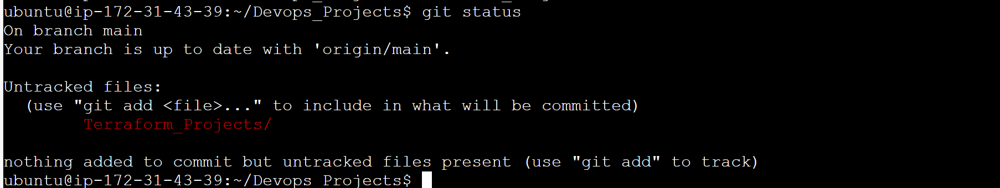 ubuntu@ip-172-31-43-39:~/Devops_Projects$ git status
On branch main
Your branch is up to date with 'origin/main'.
Untracked files:
(use "git add <file>..." to include in what will be committed)
Terraform_Projects/
nothing added to commit but untracked files present (use "git add" to track)
ubuntu@ip-172-31-43-39:~/Devops_Projects$